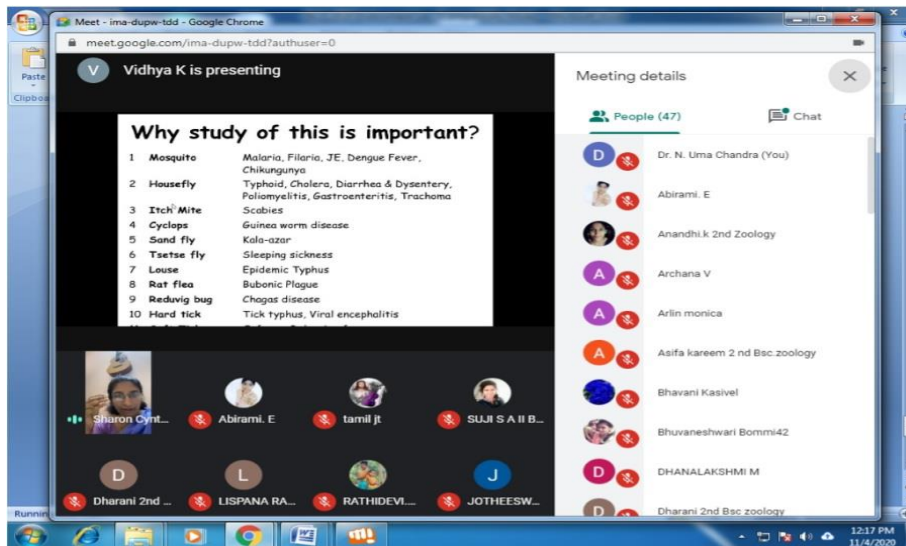 Meet - ima-dupw-tdd - Google Chrome
meet.google.com/ima-dupw-tdd?authuser=0
Paste
Clipboa
V
Vidhya K is presenting
Why study of this is important?
1 Mosquito Malaria, Filaria, JE, Dengue Fever,
Chikungunya
2 Housefly Typhoid, Cholera, Diarrhea & Dysentery,
Poliomyelitis, Gastroenteritis, Trachoma
3 Itch Mite Scabies
4 Cyclops Guinea worm disease
5 Sand fly Kala-azar
6 Tsetse fly Sleeping sickness
7 Louse Epidemic Typhus
8 Rat flea Bubonic Plague
9 Reduvig bug Chagas disease
10 Hard tick Tick typhus, Viral encephalitis
Sharon Cynt...
Abirami. E
tamil jt
SUJI S A II B...
D
L
J
Dharani 2nd ...
LISPANA RA...
RATHIDEVI....
JOTHEESW...
Meeting details
People (47)
Chat
D
Dr. N. Uma Chandra (You)
Abirami. E
Anandhi.k 2nd Zoology
A
Archana V
A
Arlin monica
A
Asifa kareem 2 nd Bsc.zoology
Bhavani Kasivel
Bhuvaneshwari Bommi42
D
DHANALAKSHMI M
D
Dharani 2nd Bsc zoology
Runnin
12:17 PM
11/4/2020